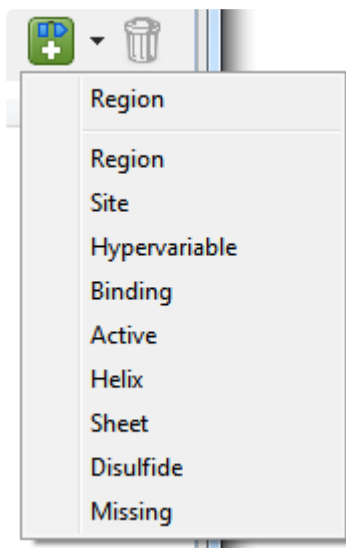 Region
Region
Site
Hypervariable
Binding
Active
Helix
Sheet
Disulfide
Missing